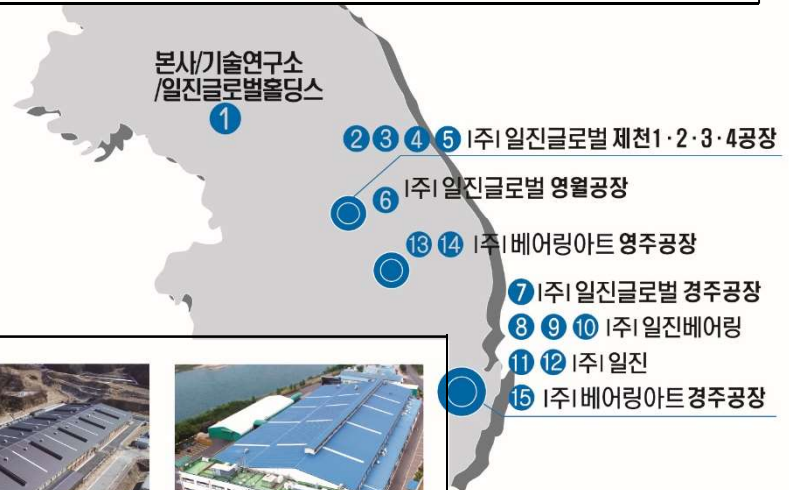 본사/기술연구소
/일진글로벌홀딩스
1
2 3 4 5 |주| 일진글로벌 제천1·2·3·4공장
6 |주| 일진글로벌 영월공장
13 14 |주| 베어링아트 영주공장
7 |주| 일진글로벌 경주공장
8 9 10 |주| 일진베어링
11 12 |주| 일진
15 |주| 베어링아트 경주공장